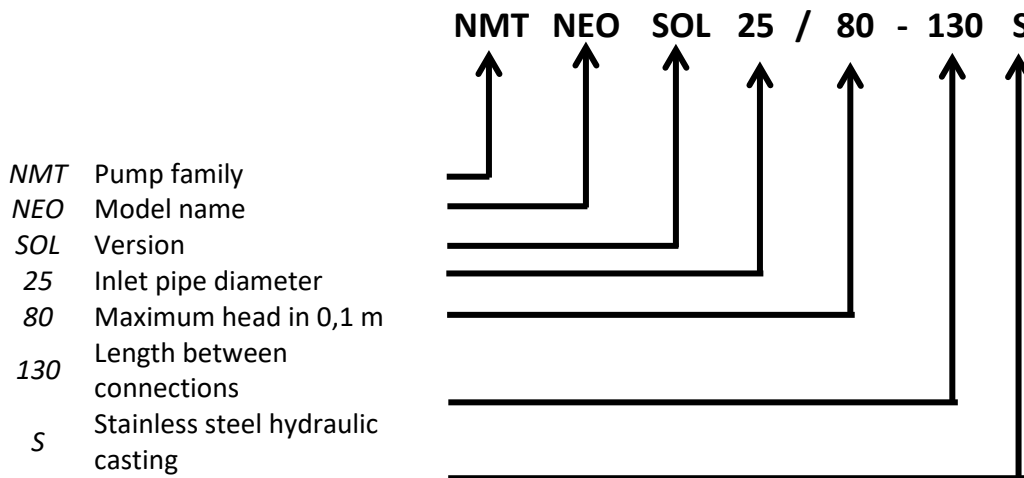 NMT NEO SOL 25 / 80 - 130 S
NMT Pump family
NEO Model name
SOL Version
25 Inlet pipe diameter
80 Maximum head in 0,1 m
130 Length between
connections
S Stainless steel hydraulic
casting